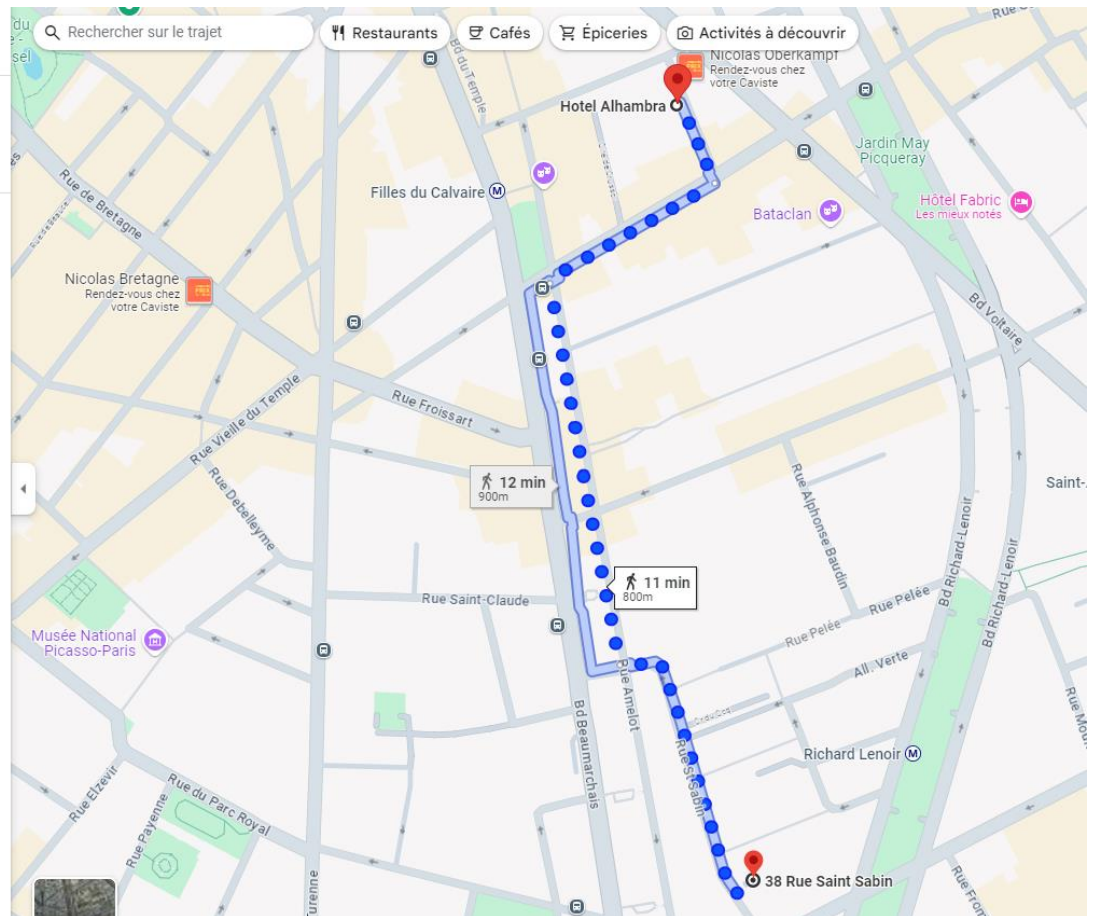 Rechercher sur le trajet
Restaurants
Cafés
Épiceries
Activités à découvrir
Nicolas Oberkampf
Rendez-vous chez
votre Caviste
Hotel Alhambra
Bd du Temple
Jardin May
Picqueray
Filles du Calvaire
M
Hôtel Fabric
Les mieux notés
Bataclan
Rue de Bretagne
Nicolas Bretagne
Rendez-vous chez
votre Caviste
Bd Voltaire
Rue Froissart
Rue Vieille du Temple
12 min
900m
Rue Debelleyme
Rue Alphonse Baudin
Saint-
Bd Richard-Lenoir
Bd Richard-Lenoir
11 min
800m
Rue Saint-Claude
Rue Pelée
Rue Pelée
Musée National
Picasso-Paris
All. Verte
Rue Amelot
Bd Beaumarchais
Rue St Sabin
Richard Lenoir
M
Rue Elzevir
Rue Payenne
Rue du Parc Royal
38 Rue Saint Sabin
urenne